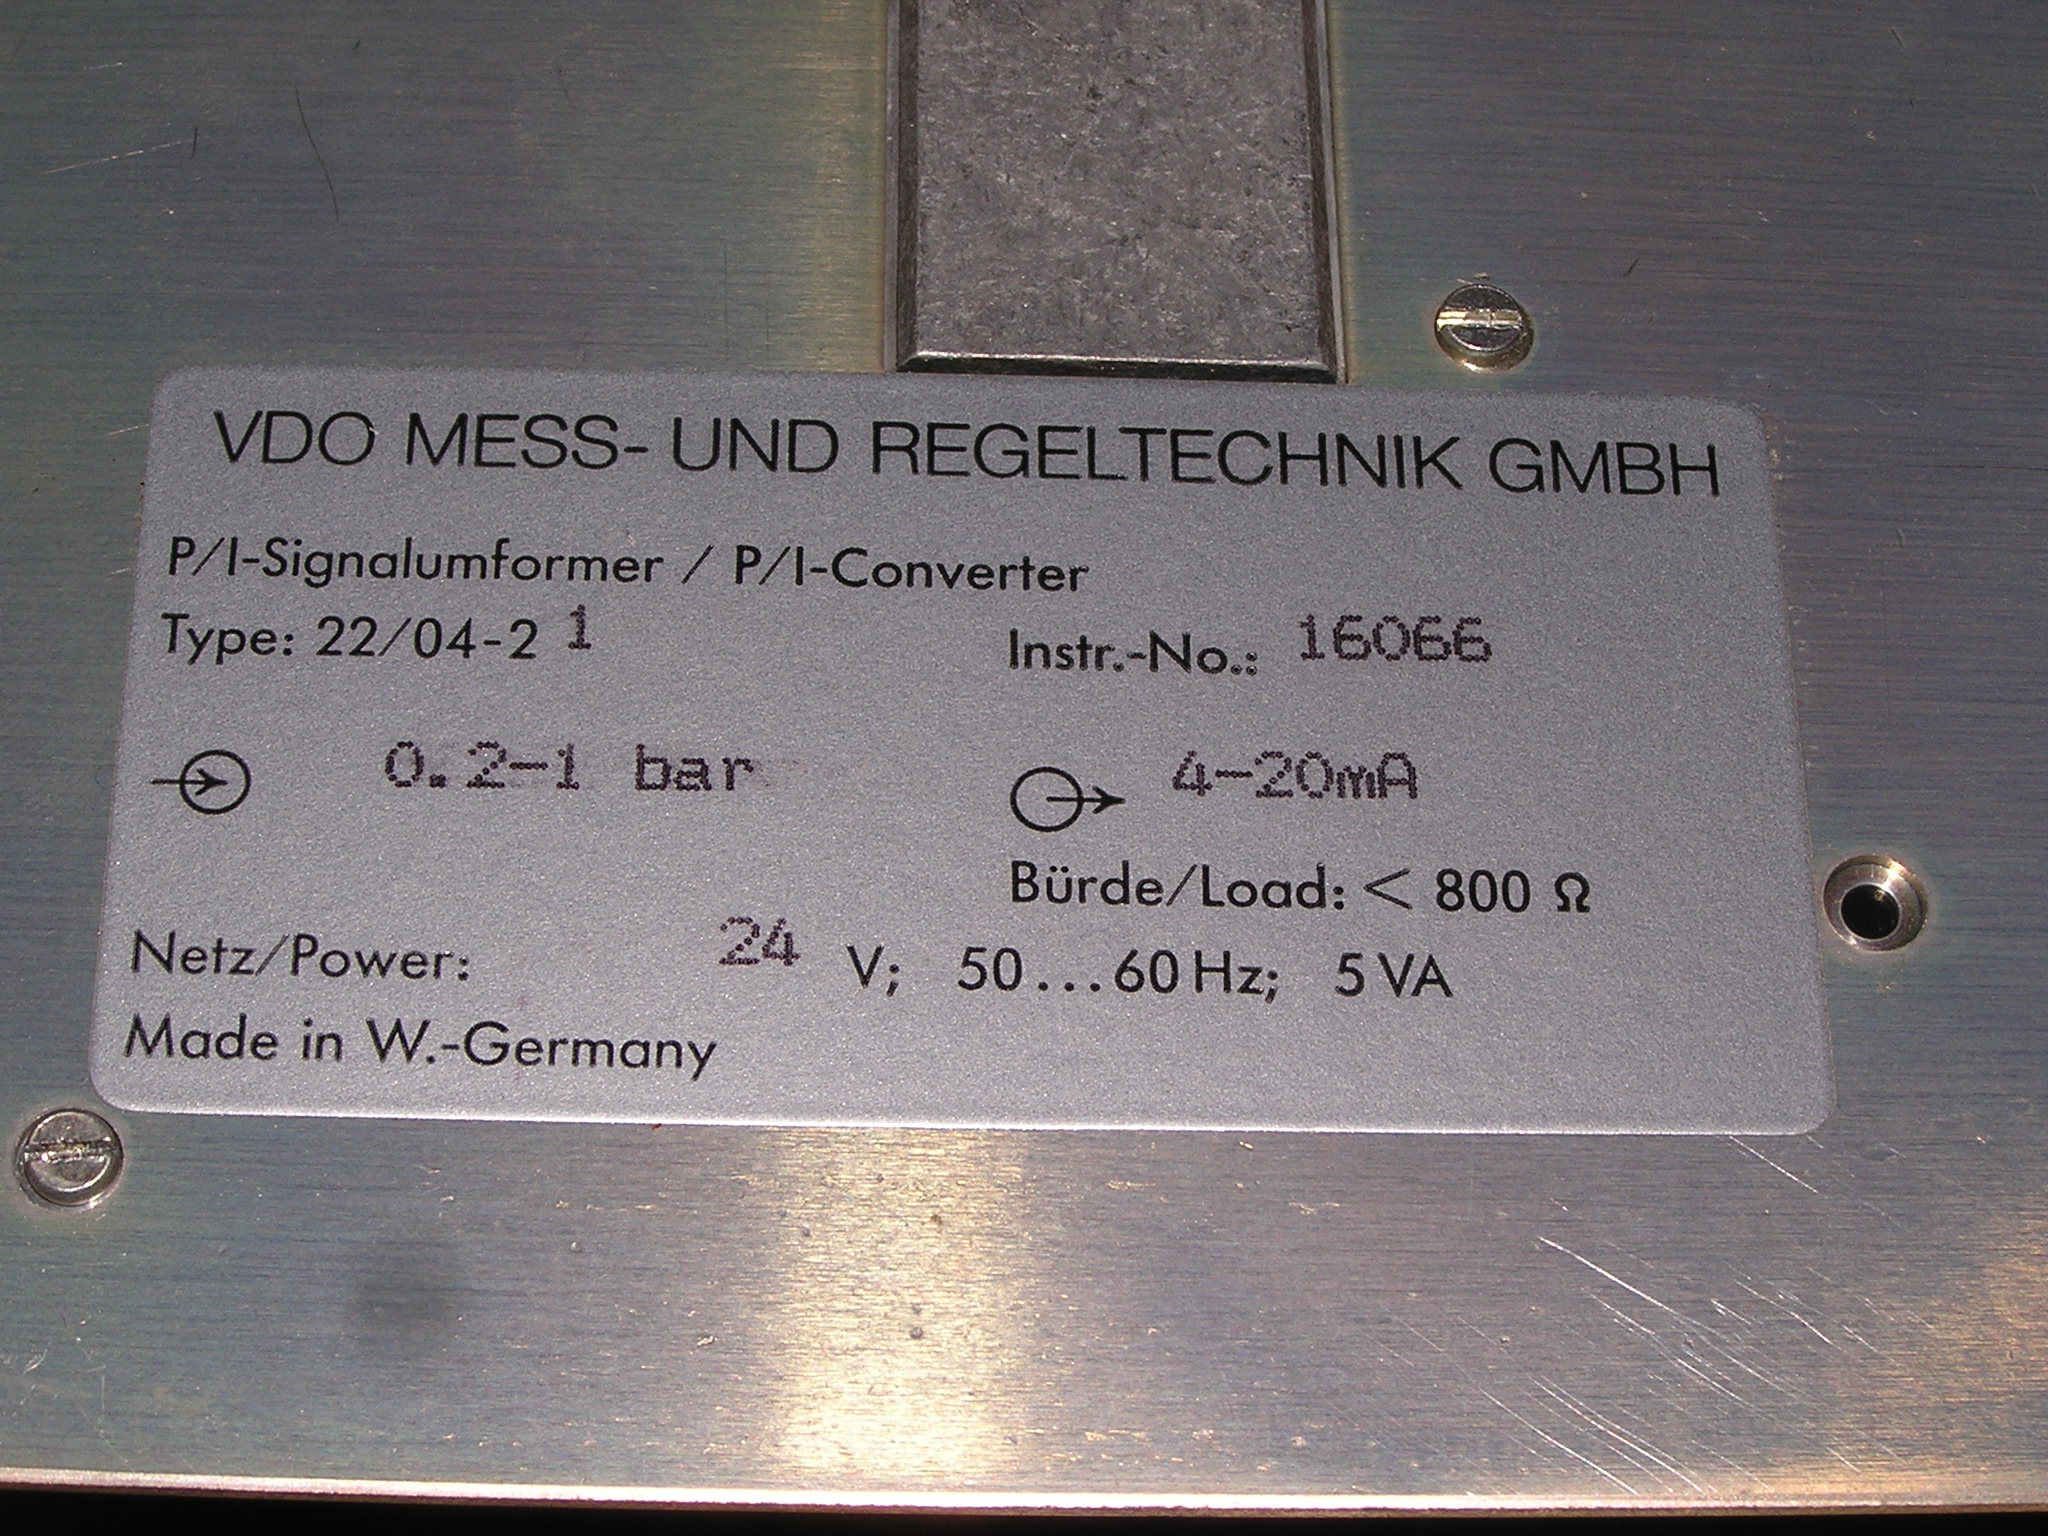 VDO MESS- UND REGELTECHNIK GMBH
P/I-Signalumformer / P/I-Converter
Type: 22/04-2 1 Instr.-No.: 16066
0.2-1 bar 4-20mA
Bürde/Load: < 800 Ω
Netz/Power: 24 V; 50...60 Hz; 5 VA
Made in W.-Germany